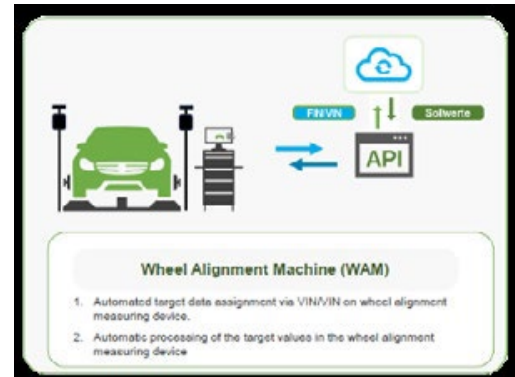 FIN/VIN
Sollwerte
API
Wheel Alignment Machine (WAM)
1. Automated target data assignment via VIN/VIN on wheel alignment
measuring device.
2. Automatic processing of the target values in the wheel alignment
measuring device